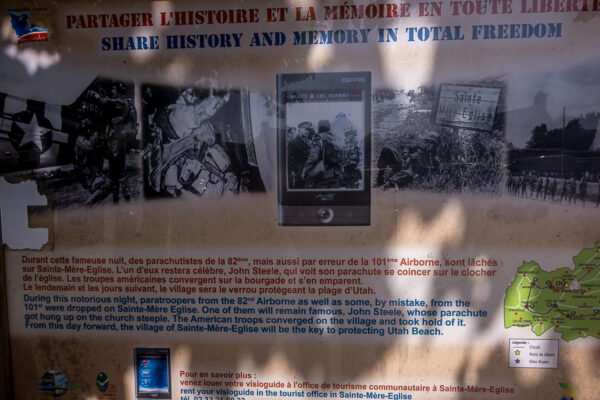 PARTAGER L'HISTOIRE ET LA MÉMOIRE EN TOUTE LIBERTÉ
SHARE HISTORY AND MEMORY IN TOTAL FREEDOM
GPS
Sainte
Mère-Eglise
Durant cette fameuse nuit, des parachutistes de la 82ème, mais aussi par erreur de la 101ème Airborne, sont lâchés
sur Sainte-Mère-Eglise. L'un d'eux restera célèbre, John Steele, qui voit son parachute se coincer sur le clocher
de l'église. Les troupes américaines convergent sur la bourgade et s'en emparent.
Le lendemain et les jours suivant, le village sera le verrou protégeant la plage d'Utah.
During this notorious night, paratroopers from the 82nd Airborne as well as some, by mistake, from the
101st were dropped on Sainte-Mère Eglise. One of them will remain famous, John Steele, whose parachute
got hung up on the church steeple. The American troops converged on the village and took hold of it.
From this day forward, the village of Sainte-Mère-Eglise will be the key to protecting Utah Beach.
Légende :
Circuit
Point de départ
Pour en savoir plus :
venez louer votre visioguide à l'office de tourisme communautaire à Sainte-Mère-Eglise
rent your visioguide in the tourist office in Sainte-Mère-Eglise